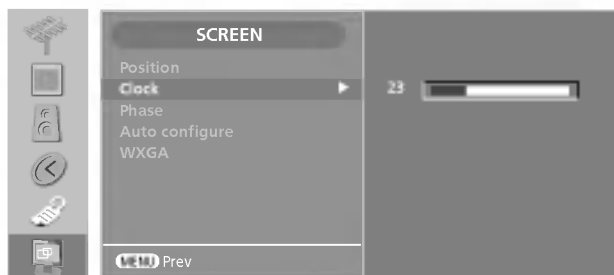 SCREEN
Position
Clock
23
Phase
Auto configure
WXGA
MENU Prev